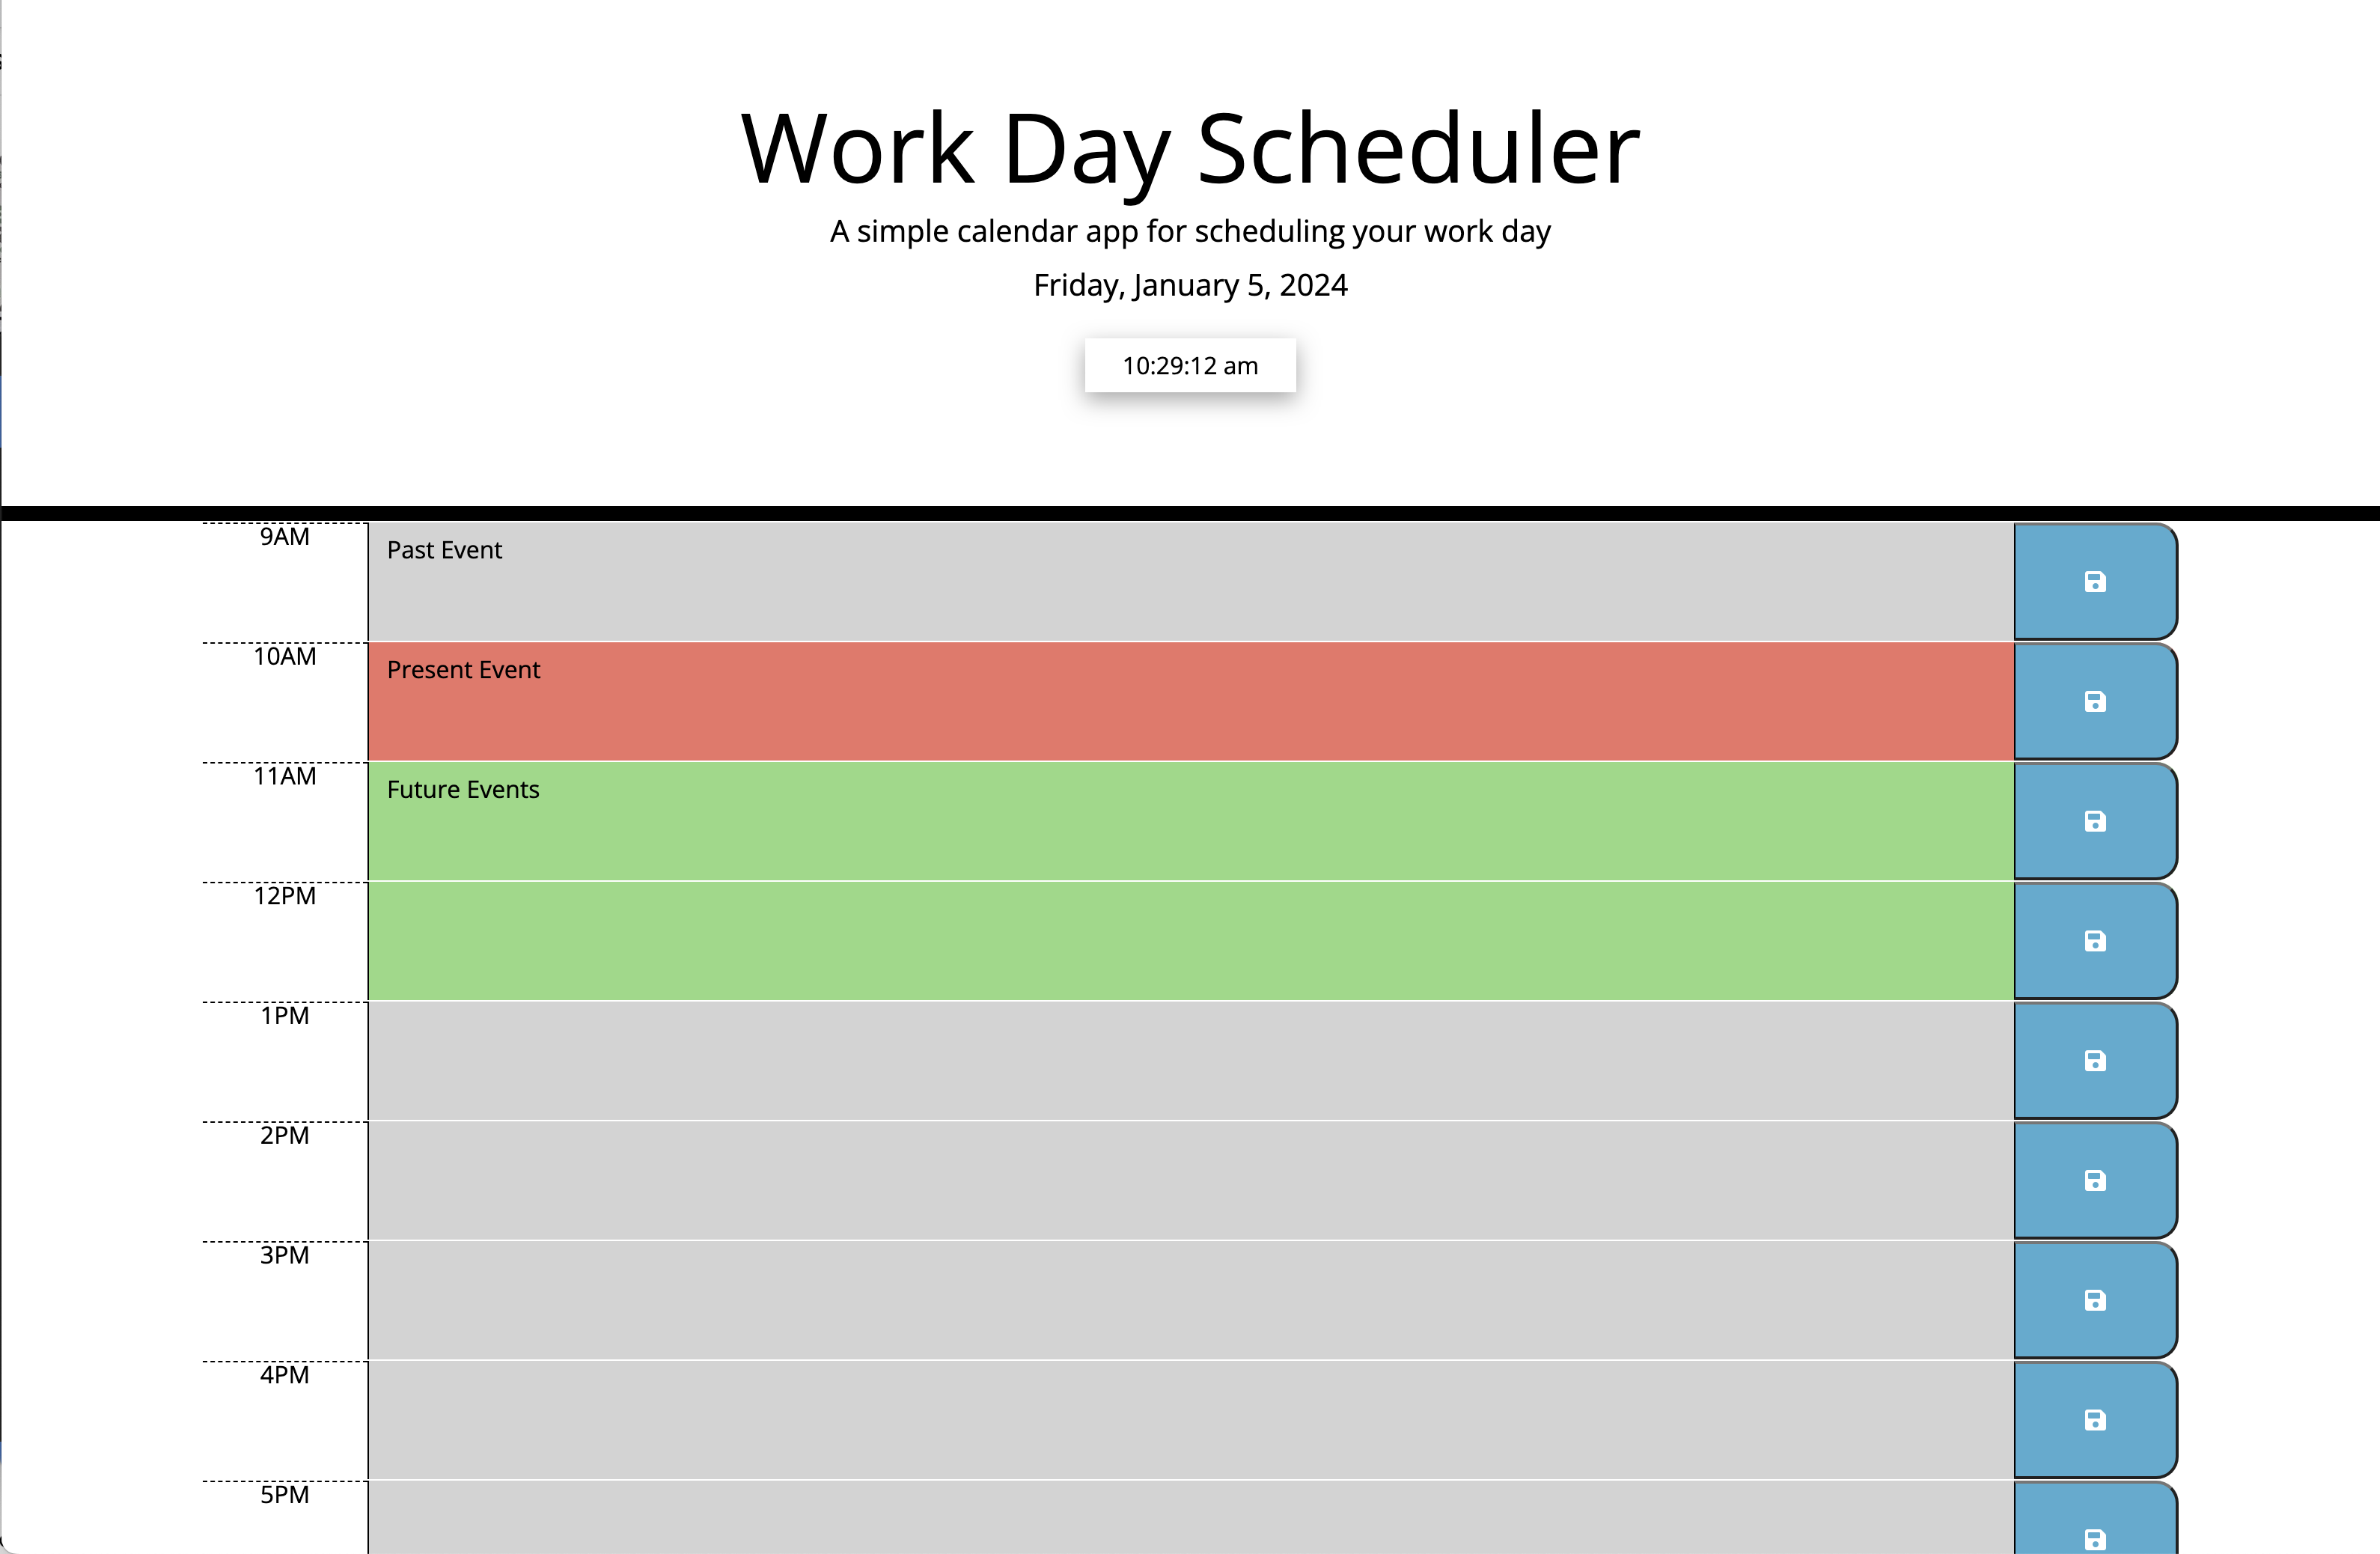 Work Day Scheduler
A simple calendar app for scheduling your work day
Friday, January 5, 2024
10:29:12 am
9AM
Past Event
10AM
Present Event
11AM
Future Events
12PM
1PM
2PM
3PM
4PM
5PM